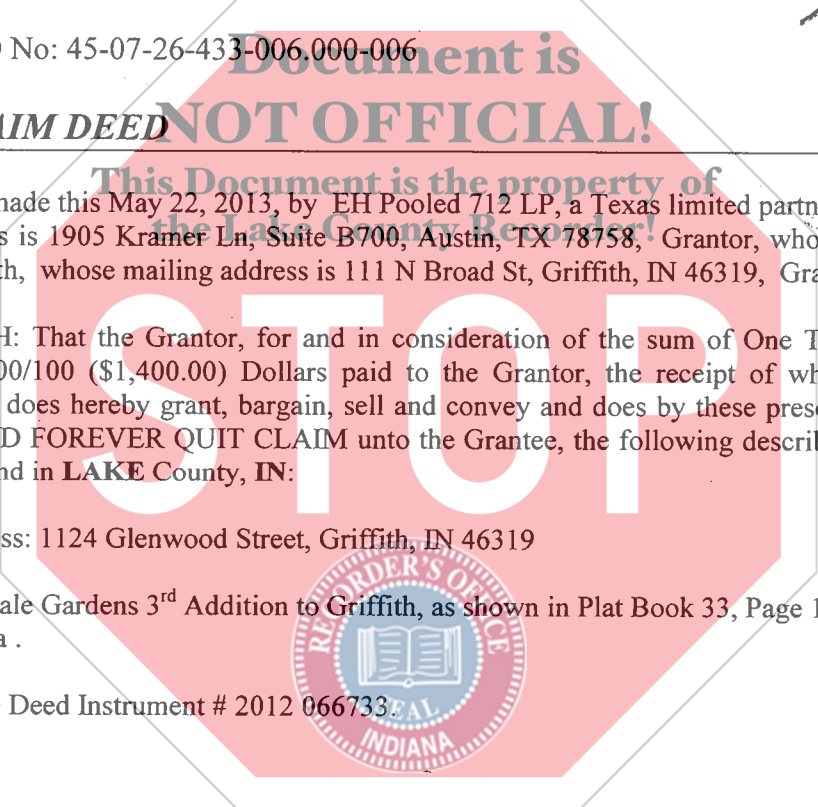 No: 45-07-26-433-006.000-006
Document is
AIM DEED
NOT OFFICIAL!
This Document is the property of
made this May 22, 2013, by EH Pooled 712 LP, a Texas limited partn
the Lake County Recorder!
s is 1905 Kramer Ln, Suite B700, Austin, TX 78758, Grantor, who
th, whose mailing address is 111 N Broad St, Griffith, IN 46319, Gra
STOP
H: That the Grantor, for and in consideration of the sum of One T
00/100 ($1,400.00) Dollars paid to the Grantor, the receipt of wh
does hereby grant, bargain, sell and convey and does by these prese
D FOREVER QUIT CLAIM unto the Grantee, the following describ
nd in LAKE County, IN:
ss: 1124 Glenwood Street, Griffith, IN 46319
ale Gardens 3rd Addition to Griffith, as shown in Plat Book 33, Page 1
a .
Deed Instrument # 2012 066733.
RECORDER'S OFFICE
SEAL
INDIANA